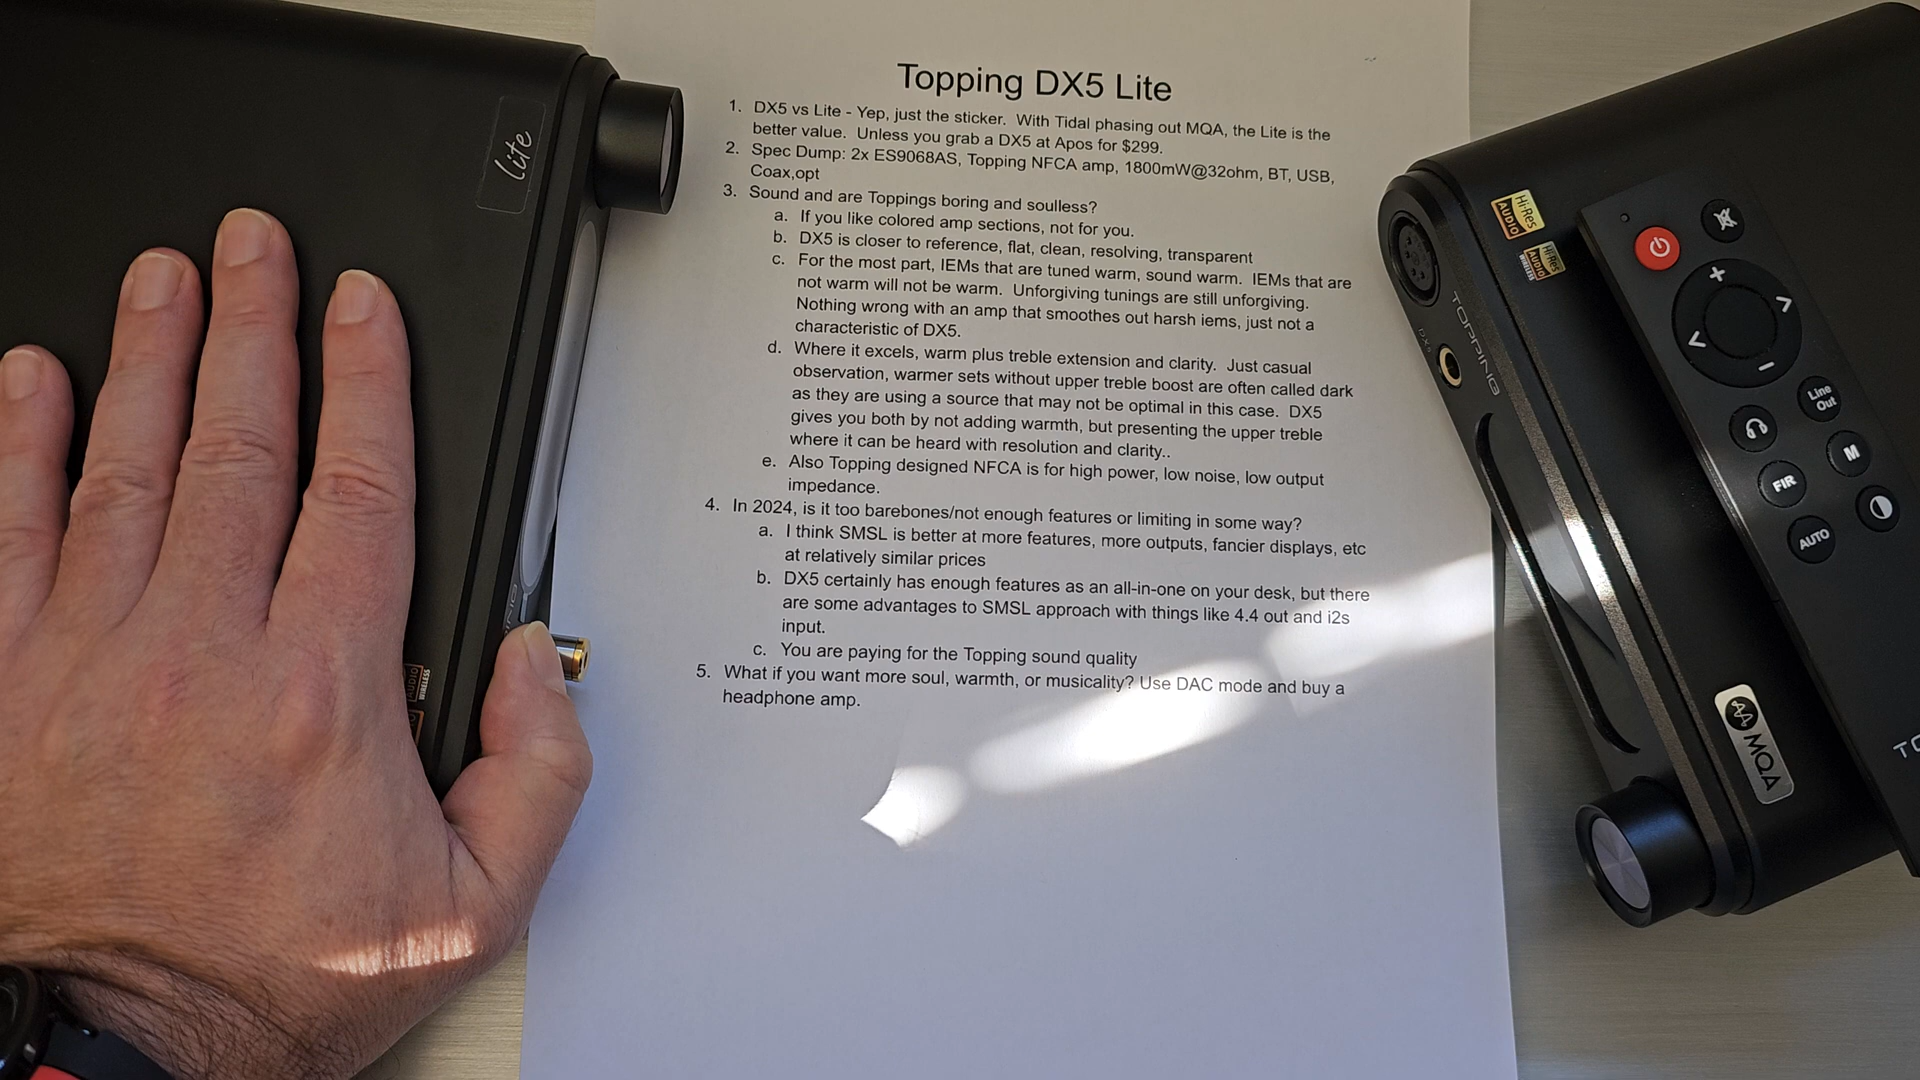 Topping DX5 Lite
1. DX5 vs Lite - Yep, just the sticker. With Tidal phasing out MQA, the Lite is the
better value. Unless you grab a DX5 at Apos for $299.
2. Spec Dump: 2x ES9068AS, Topping NFCA amp, 1800mW@32ohm, BT, USB,
Coax,opt
3. Sound and are Toppings boring and soulless?
a. If you like colored amp sections, not for you.
b. DX5 is closer to reference, flat, clean, resolving, transparent
c. For the most part, IEMs that are tuned warm, sound warm. IEMs that are
not warm will not be warm. Unforgiving tunings are still unforgiving.
Nothing wrong with an amp that smoothes out harsh iems, just not a
characteristic of DX5.
d. Where it excels, warm plus treble extension and clarity. Just casual
observation, warmer sets without upper treble boost are often called dark
as they are using a source that may not be optimal in this case. DX5
gives you both by not adding warmth, but presenting the upper treble
where it can be heard with resolution and clarity..
e. Also Topping designed NFCA is for high power, low noise, low output
impedance.
4. In 2024, is it too barebones/not enough features or limiting in some way?
a. I think SMSL is better at more features, more outputs, fancier displays, etc
at relatively similar prices
b. DX5 certainly has enough features as an all-in-one on your desk, but there
are some advantages to SMSL approach with things like 4.4 out and i2s
input.
c. You are paying for the Topping sound quality
5. What if you want more soul, warmth, or musicality? Use DAC mode and buy a
headphone amp.
Lite
AUDIO
WIRELESS
Hi-Res
AUDIO
Hi-Res
AUDIO
WIRELESS
TOPPING
DX5
MQA
Line
Out
M
FIR
AUTO